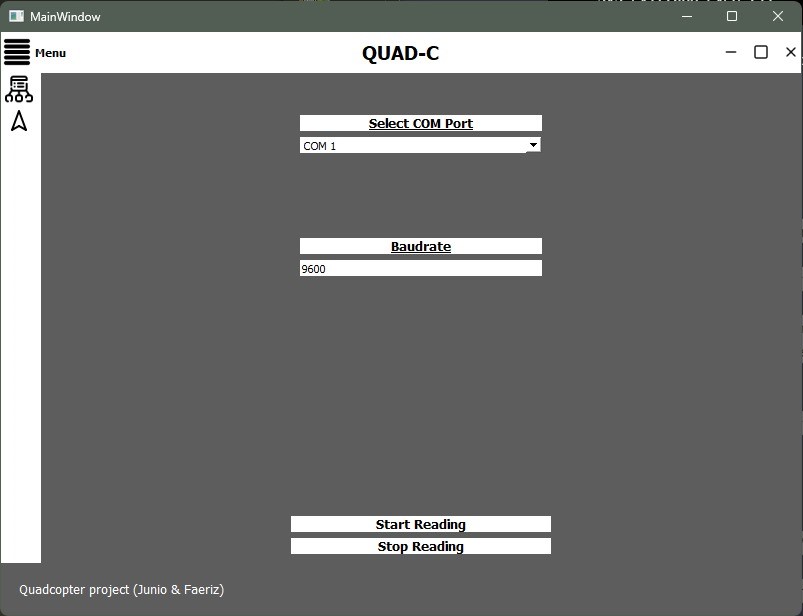 MainWindow
Menu
QUAD-C
Select COM Port
COM 1
Baudrate
9600
Start Reading
Stop Reading
Quadcopter project (Junio & Faeriz)